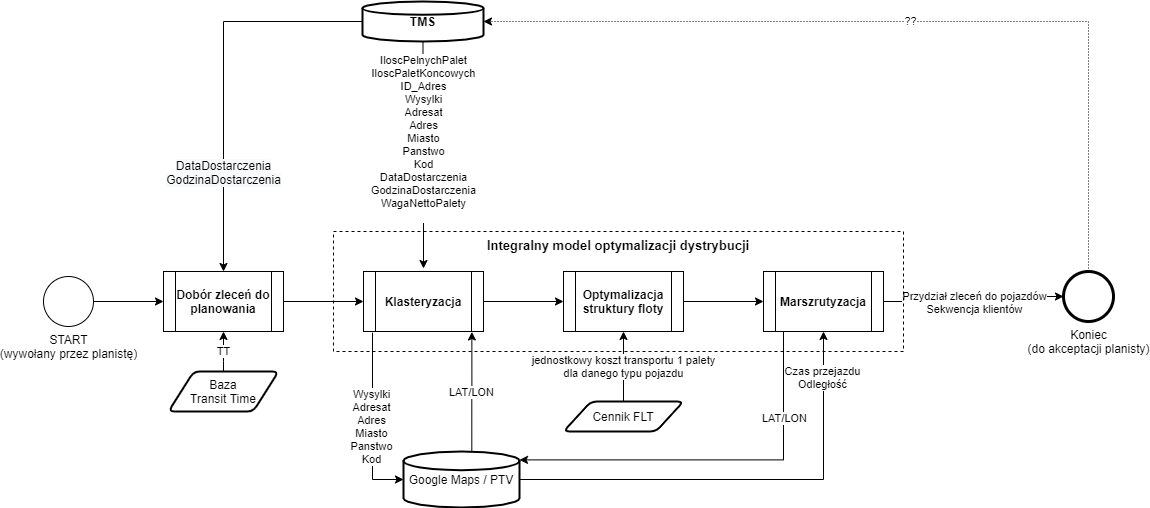 TMS
??
IloscPelnychPalet
IloscPaletKoncowych
ID_Adres
Wysylki
Adresat
Adres
Miasto
Panstwo
Kod
DataDostarczenia
GodzinaDostarczenia
WagaNettoPalety
DataDostarczenia
GodzinaDostarczenia
Integralny model optymalizacji dystrybucji
START
(wywołany przez planistę)
Dobór zleceń do
planowania
Klasteryzacja
Optymalizacja
struktury floty
Marszrutyzacja
Przydział zleceń do pojazdów
Sekwencja klientów
Koniec
(do akceptacji planisty)
TT
Baza
Transit Time
Wysylki
Adresat
Adres
Miasto
Panstwo
Kod
LAT/LON
jednostkowy koszt transportu 1 palety
dla danego typu pojazdu
Cennik FLT
Czas przejazdu
Odległość
LAT/LON
Google Maps / PTV